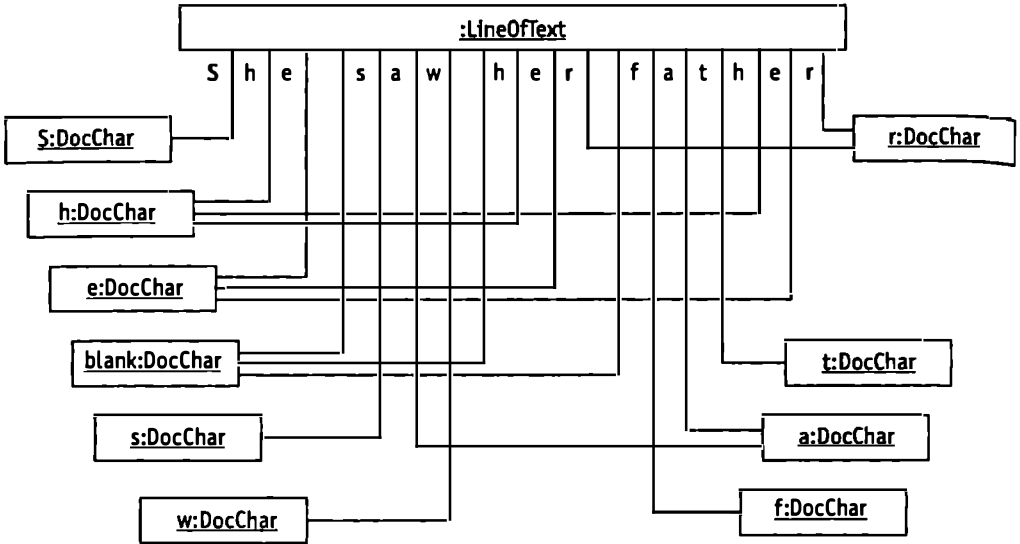 :LineOfText
S h e s a w h e r f a t h e r
S:DocChar
r:DocChar
h:DocChar
e:DocChar
blank:DocChar
t:DocChar
s:DocChar
a:DocChar
w:DocChar
f:DocChar